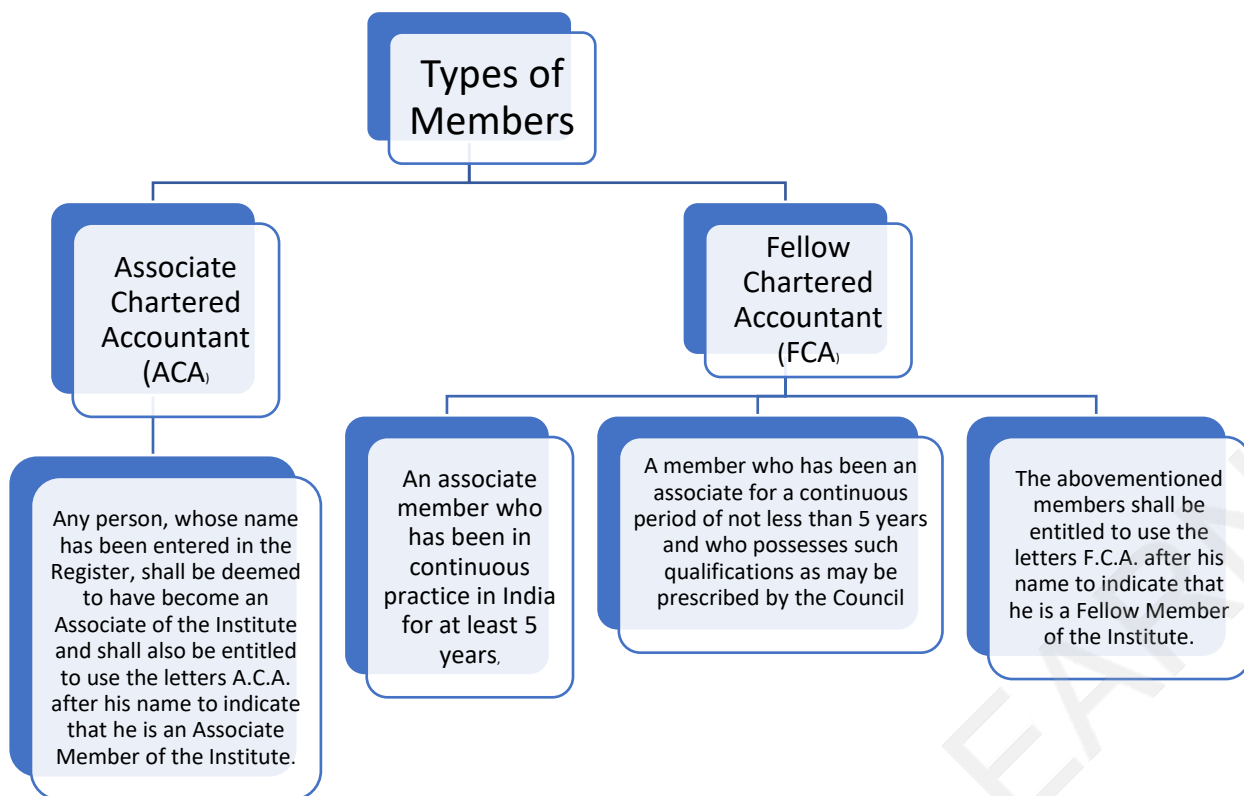 Types of
Members
Associate
Chartered
Accountant
(ACA)
Fellow
Chartered
Accountant
(FCA)
Any person, whose name
has been entered in the
Register, shall be deemed
to have become an
Associate of the Institute
and shall also be entitled
to use the letters A.C.A.
after his name to indicate
that he is an Associate
Member of the Institute.
An associate
member who
has been in
continuous
practice in India
for at least 5
years,
A member who has been an
associate for a continuous
period of not less than 5 years
and who possesses such
qualifications as may be
prescribed by the Council
The abovementioned
members shall be
entitled to use the
letters F.C.A. after his
name to indicate that
he is a Fellow Member
of the Institute.